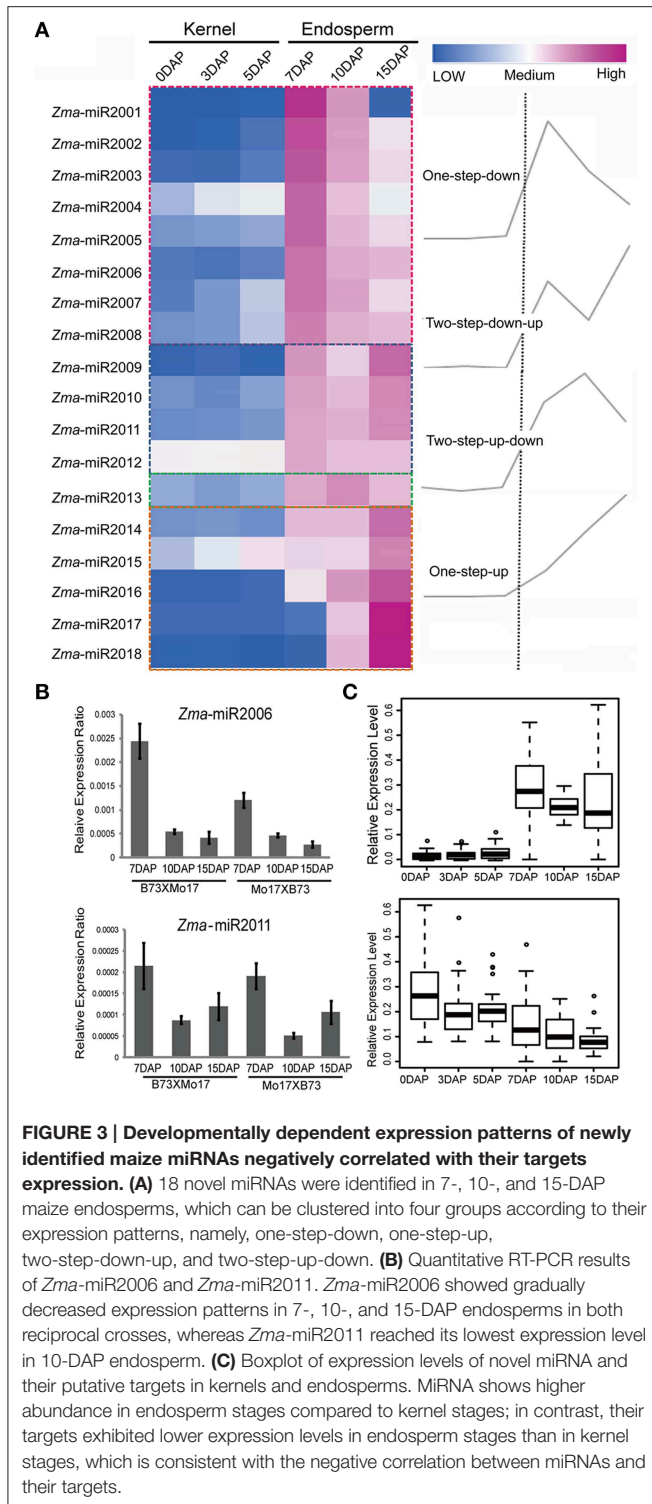 A
Kernel Endosperm
0DAP 3DAP 5DAP 7DAP 10DAP 15DAP
LOW Medium High
Zma-miR2001
Zma-miR2002
Zma-miR2003
One-step-down
Zma-miR2004
Zma-miR2005
Zma-miR2006
Zma-miR2007
Two-step-down-up
Zma-miR2008
Zma-miR2009
Zma-miR2010
Zma-miR2011
Two-step-up-down
Zma-miR2012
Zma-miR2013
Zma-miR2014
Zma-miR2015
One-step-up
Zma-miR2016
Zma-miR2017
Zma-miR2018
B
Zma-miR2006
Relaive Expression Ratio
0.003
0.0025
0.002
0.0015
0.001
0.0005
0
7DAP 10DAP 15DAP 7DAP 10DAP 15DAP
B73XMo17 Mo17XB73
Zma-miR2011
Relative Expression Ratio
0.0003
0.00025
0.0002
0.00015
0.0001
0.00005
0
7DAP 10DAP 15DAP 7DAP 10DAP 15DAP
B73XMo17 Mo17XB73
C
Relative Expression Level
0.6
0.5
0.4
0.3
0.2
0.1
0.0
0DAP 3DAP 5DAP 7DAP 10DAP 15DAP
Relative Expression Level
0.6
0.5
0.4
0.3
0.2
0.1
0.0
0DAP 3DAP 5DAP 7DAP 10DAP 15DAP
FIGURE 3 | Developmentally dependent expression patterns of newly
identified maize miRNAs negatively correlated with their targets
expression. (A) 18 novel miRNAs were identified in 7-, 10-, and 15-DAP
maize endosperms, which can be clustered into four groups according to their
expression patterns, namely, one-step-down, one-step-up,
two-step-down-up, and two-step-up-down. (B) Quantitative RT-PCR results
of Zma-miR2006 and Zma-miR2011. Zma-miR2006 showed gradually
decreased expression patterns in 7-, 10-, and 15-DAP endosperms in both
reciprocal crosses, whereas Zma-miR2011 reached its lowest expression level
in 10-DAP endosperm. (C) Boxplot of expression levels of novel miRNA and
their putative targets in kernels and endosperms. MiRNA shows higher
abundance in endosperm stages compared to kernel stages; in contrast, their
targets exhibited lower expression levels in endosperm stages than in kernel
stages, which is consistent with the negative correlation between miRNAs and
their targets.